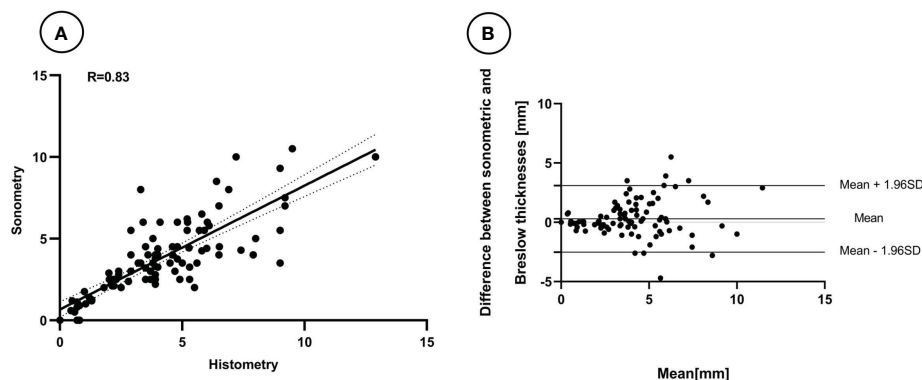 A
R=0.83
15
10
5
0
Sonometry
0
5
10
15
Histometry
B
Difference between sonometric and
Breslow thicknesses [mm]
10
5
0
-5
0
5
10
15
Mean + 1.96SD
Mean
Mean - 1.96SD
Mean[mm]